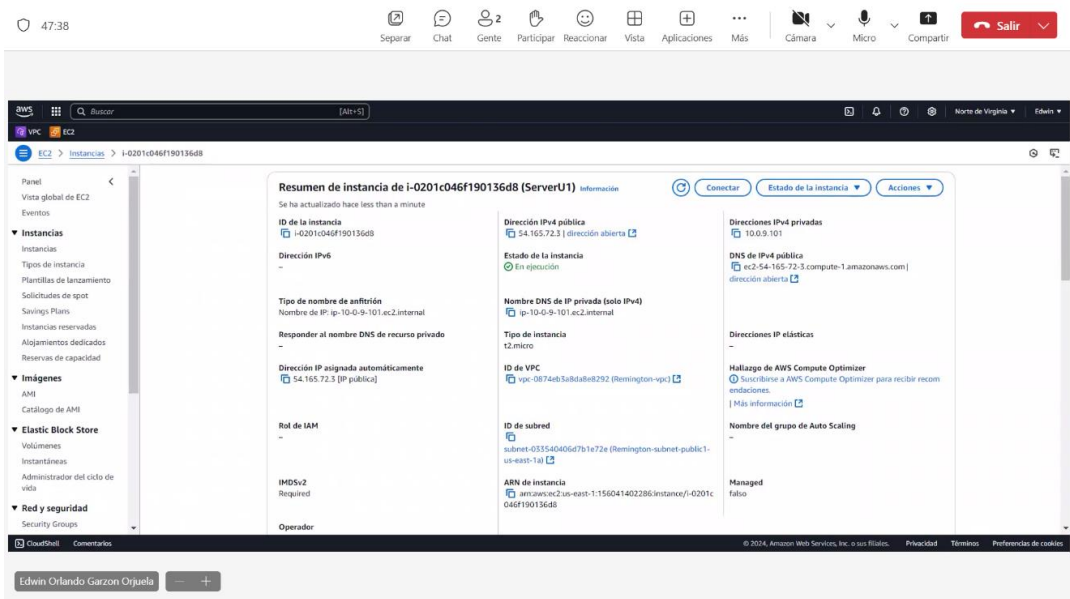 47:38
Separar
Chat
2
Gente
Participar
Reaccionar
Vista
Aplicaciones
Más
Cámara
Micro
Compartir
Salir
aws
Buscar
[Alt+S]
Norte de Virginia
Edwin
VPC
EC2
EC2 > Instancias > i-0201c046f190136d8
Panel
Vista global de EC2
Eventos
Instancias
Instancias
Tipos de instancia
Plantillas de lanzamiento
Solicitudes de spot
Savings Plans
Instancias reservadas
Alojamientos dedicados
Reservas de capacidad
Imágenes
AMI
Catálogo de AMI
Elastic Block Store
Volúmenes
Instantáneas
Administrador del ciclo de
vida
Red y seguridad
Security Groups
Resumen de instancia de i-0201c046f190136d8 (ServerU1) Información
Conectar
Estado de la instancia
Acciones
Se ha actualizado hace less than a minute
ID de la instancia
i-0201c046f190136d8
Dirección IPv4 pública
54.165.72.3 | dirección abierta
Direcciones IPv4 privadas
10.0.9.101
Dirección IPv6
–
Estado de la instancia
En ejecución
DNS de IPv4 pública
ec2-54-165-72-3.compute-1.amazonaws.com |
dirección abierta
Tipo de nombre de anfitrión
Nombre de IP: ip-10-0-9-101.ec2.internal
Nombre DNS de IP privada (solo IPv4)
ip-10-0-9-101.ec2.internal
Responder al nombre DNS de recurso privado
–
Tipo de instancia
t2.micro
Direcciones IP elásticas
–
Dirección IP asignada automáticamente
54.165.72.3 [IP pública]
ID de VPC
vpc-0874eb3a8da8e8292 (Remington-vpc)
Hallazgo de AWS Compute Optimizer
Suscribirse a AWS Compute Optimizer para recibir recom
endaciones.
| Más información
Rol de IAM
–
ID de subred
subnet-033540406d7b1e72e (Remington-subnet-public1-
us-east-1a)
Nombre del grupo de Auto Scaling
–
IMDSv2
Required
ARN de instancia
arn:aws:ec2:us-east-1:156041402286:instance/i-0201c
046f190136d8
Managed
falso
Operador
CloudShell
Comentarios
© 2024, Amazon Web Services, Inc. o sus filiales.
Privacidad
Términos
Preferencias de cookies
Edwin Orlando Garzon Orjuela